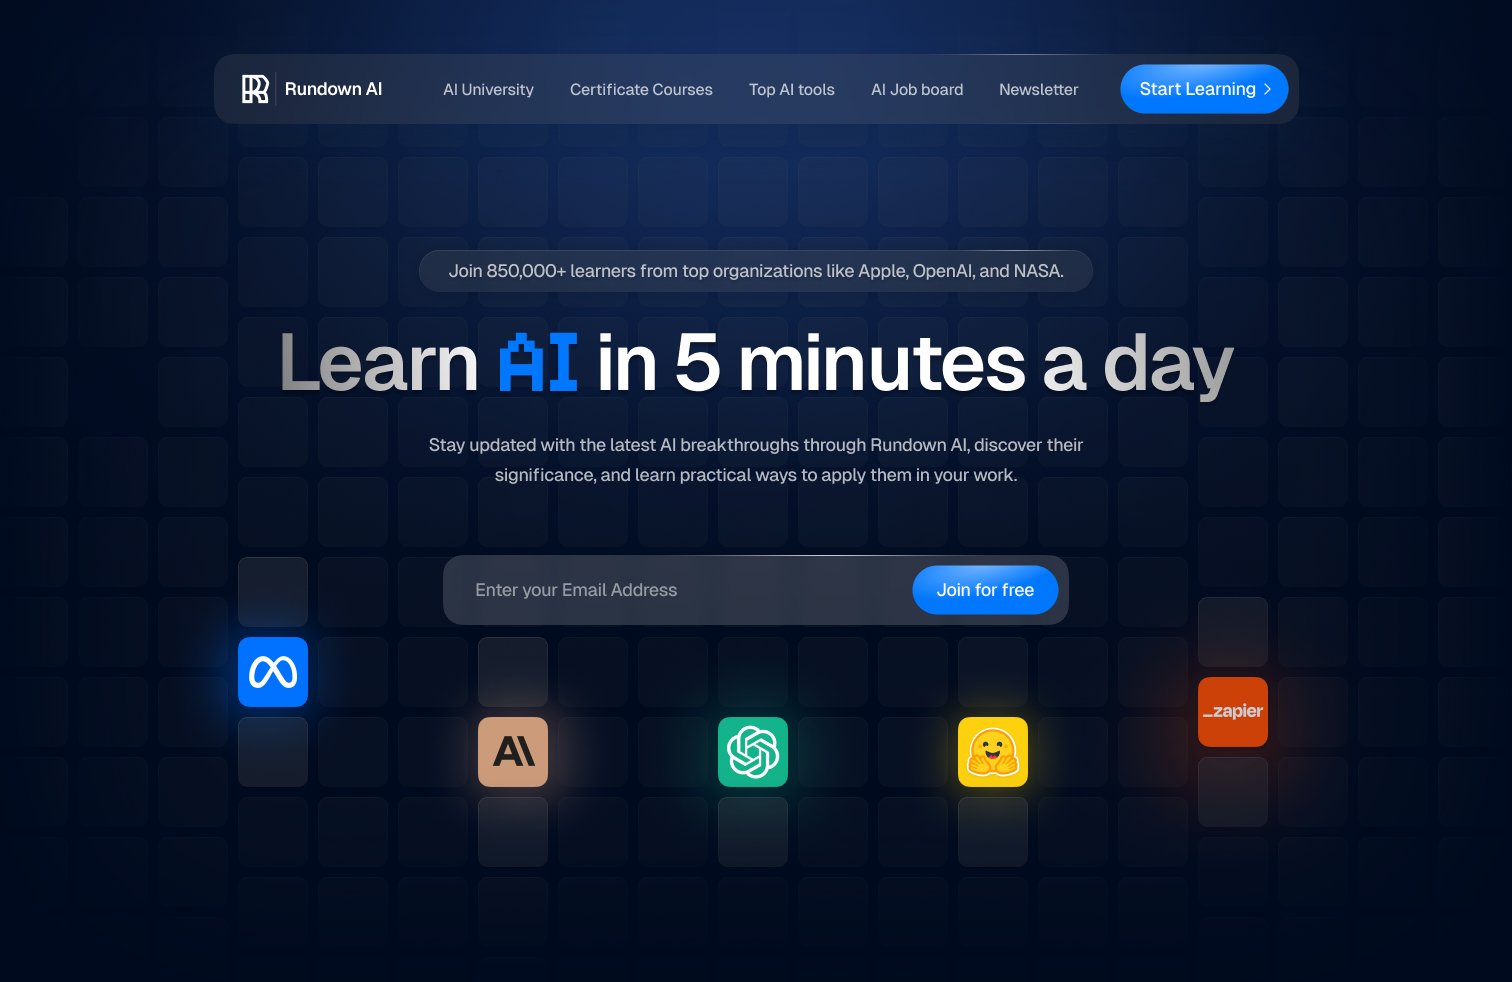 Rundown AI
AI University
Certificate Courses
Top AI tools
AI Job board
Newsletter
Start Learning
Join 850,000+ learners from top organizations like Apple, OpenAI, and NASA.
Learn AI in 5 minutes a day
Stay updated with the latest AI breakthroughs through Rundown AI, discover their
significance, and learn practical ways to apply them in your work.
Enter your Email Address
Join for free
_zapier